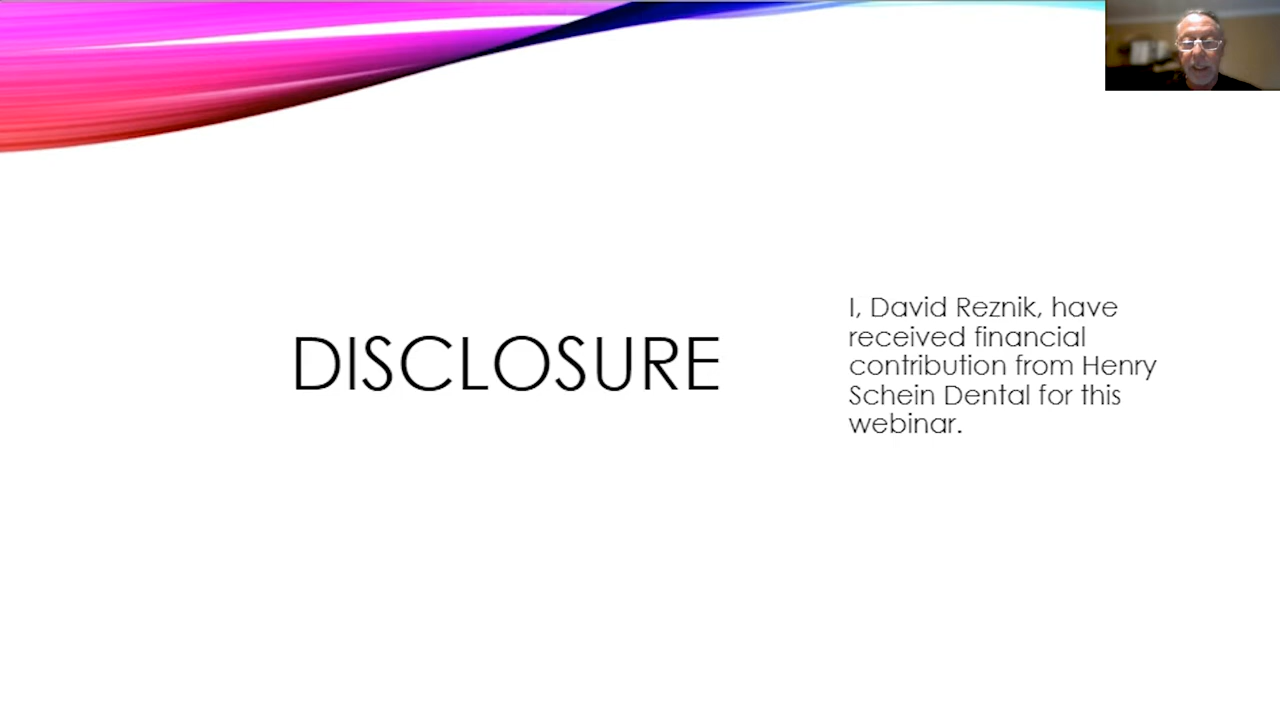 DISCLOSURE
I, David Reznik, have
received financial
contribution from Henry
Schein Dental for this
webinar.